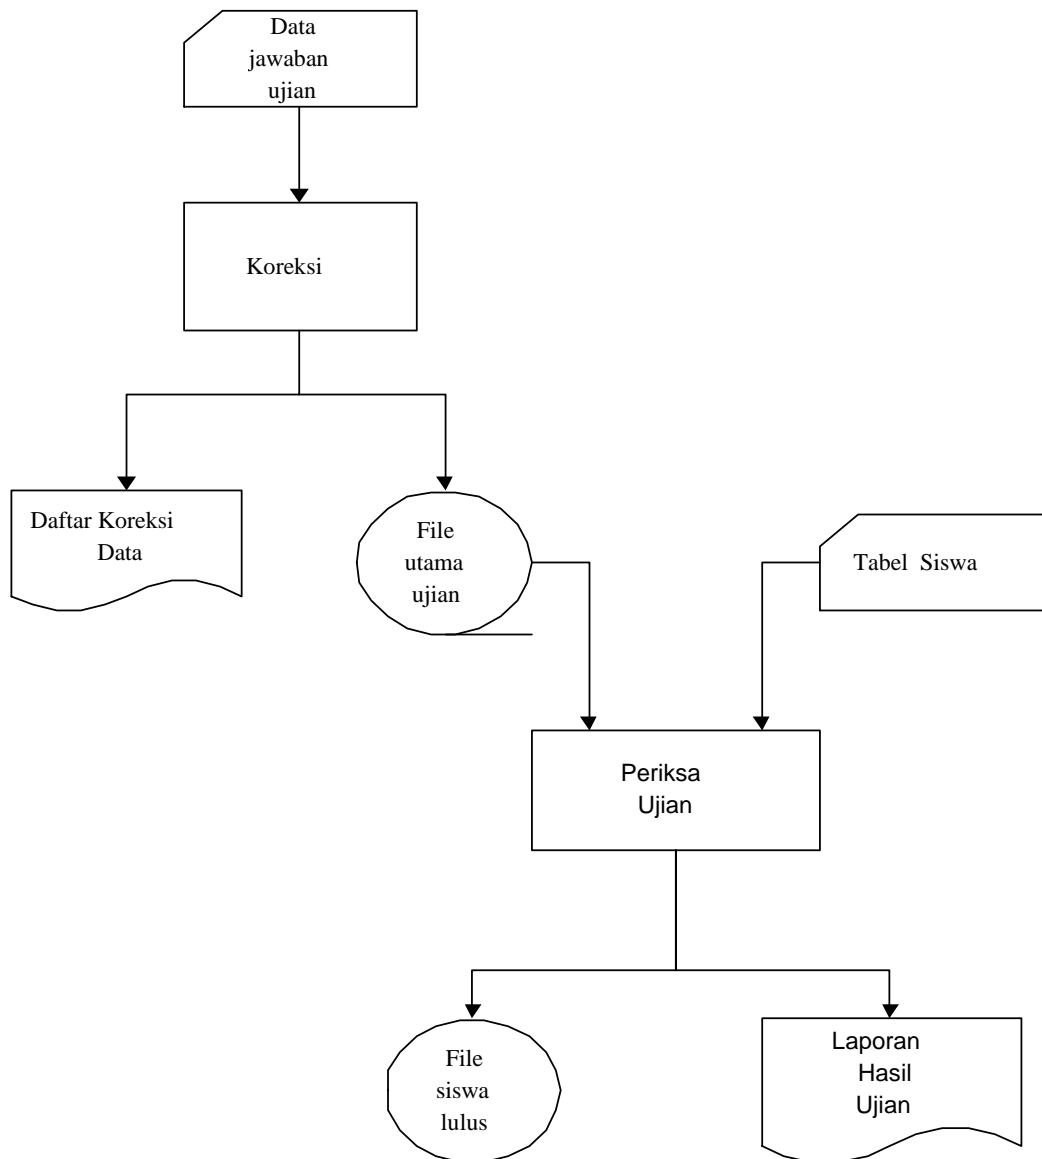 Data
jawaban
ujian
Koreksi
Daftar Koreksi
Data
File
utama
ujian
Tabel Siswa
Periksa
Ujian
File
siswa
lulus
Laporan
Hasil
Ujian